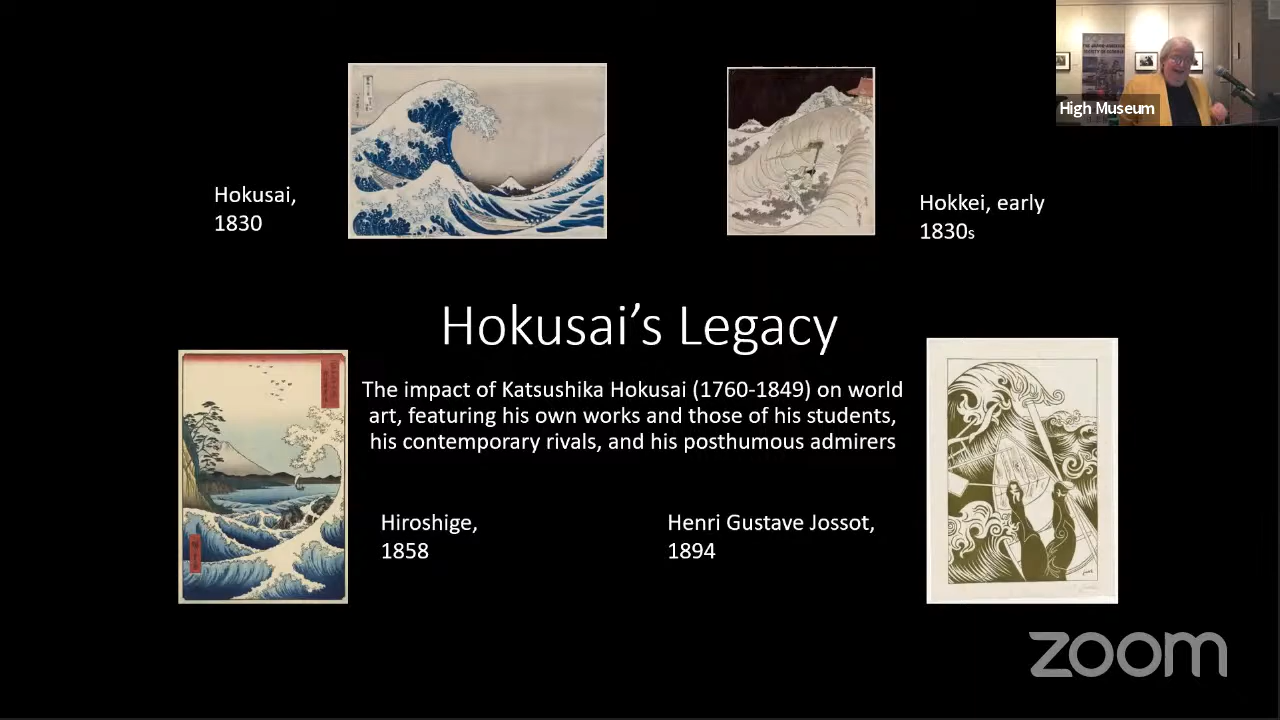 High Museum
Hokusai,
1830
Hokkei, early
1830s
Hokusai’s Legacy
The impact of Katsushika Hokusai (1760-1849) on world
art, featuring his own works and those of his students,
his contemporary rivals, and his posthumous admirers
Hiroshige,
1858
Henri Gustave Jossot,
1894
zoom